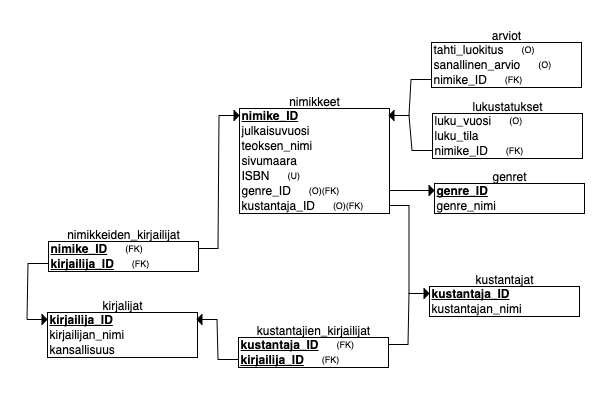 arviot
tahti_luokitus (O)
sanallinen_arvio (O)
nimike_ID (FK)
nimikkeet
nimike_ID
julkaisuvuosi
teoksen_nimi
sivumaara
ISBN (U)
genre_ID (O)(FK)
kustantaja_ID (O)(FK)
lukustatukset
luku_vuosi (O)
luku_tila
nimike_ID (FK)
genret
genre_ID
genre_nimi
nimikkeiden_kirjailijat
nimike_ID (FK)
kirjailija_ID (FK)
kustantajat
kustantaja_ID
kustantajan_nimi
kirjalijat
kirjailija_ID
kirjailijan_nimi
kansallisuus
kustantajien_kirjailijat
kustantaja_ID (FK)
kirjailija_ID (FK)